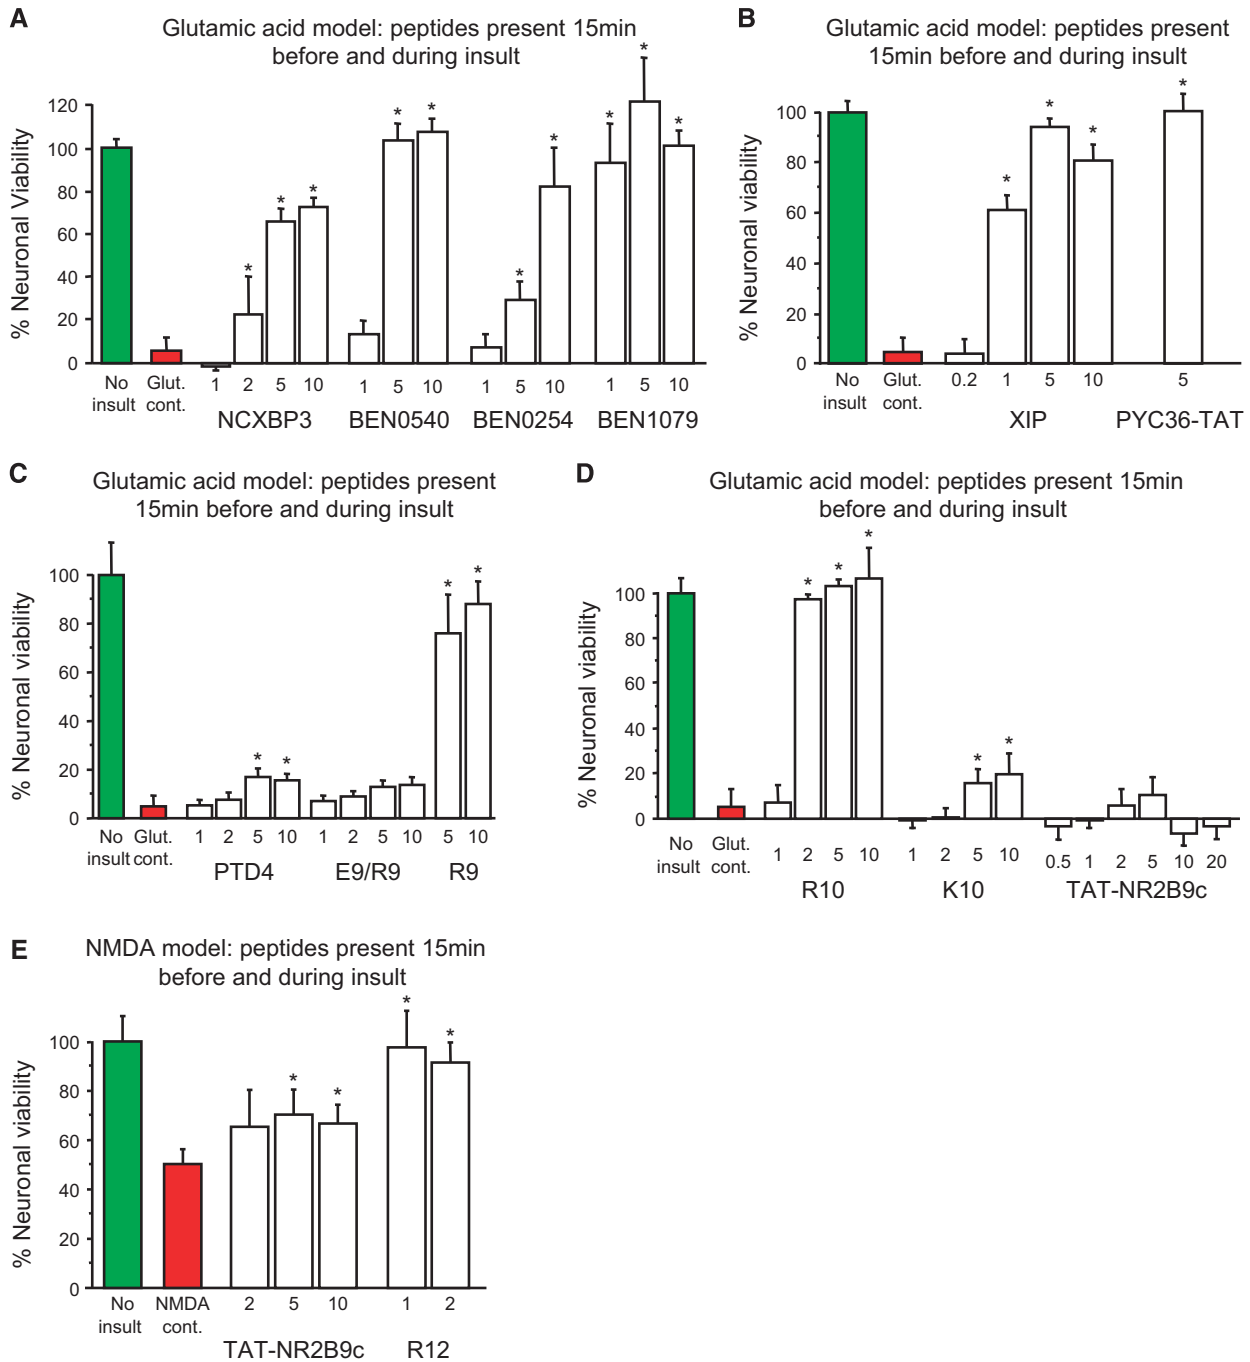 A
Glutamic acid model: peptides present 15min
before and during insult
% Neuronal Viability
120
100
80
60
40
20
0
* * * * * * * * * *
No
insult
Glut.
cont.
1 2 5 10 1 5 10 1 5 10 1 5 10
NCXBP3 BEN0540 BEN0254 BEN1079
B
Glutamic acid model: peptides present
15min before and during insult
% Neuronal viability
100
80
60
40
20
0
* * * *
No
insult
Glut.
cont.
0.2 1 5 10 5
XIP PYC36-TAT
C
Glutamic acid model: peptides present
15min before and during insult
% Neuronal viability
100
80
60
40
20
0
* * * *
No
insult
Glut.
cont.
1 2 5 10 1 2 5 10 5 10
PTD4 E9/R9 R9
D
Glutamic acid model: peptides present 15min
before and during insult
% Neuronal viability
100
80
60
40
20
0
* * * * *
No
insult
Glut.
cont.
1 2 5 10 1 2 5 10 0.5 1 2 5 10 20
R10 K10 TAT-NR2B9c
E
NMDA model: peptides present 15min
before and during insult
% Neuronal viability
100
80
60
40
20
0
* * * *
No
insult
NMDA
cont.
2 5 10 1 2
TAT-NR2B9c R12